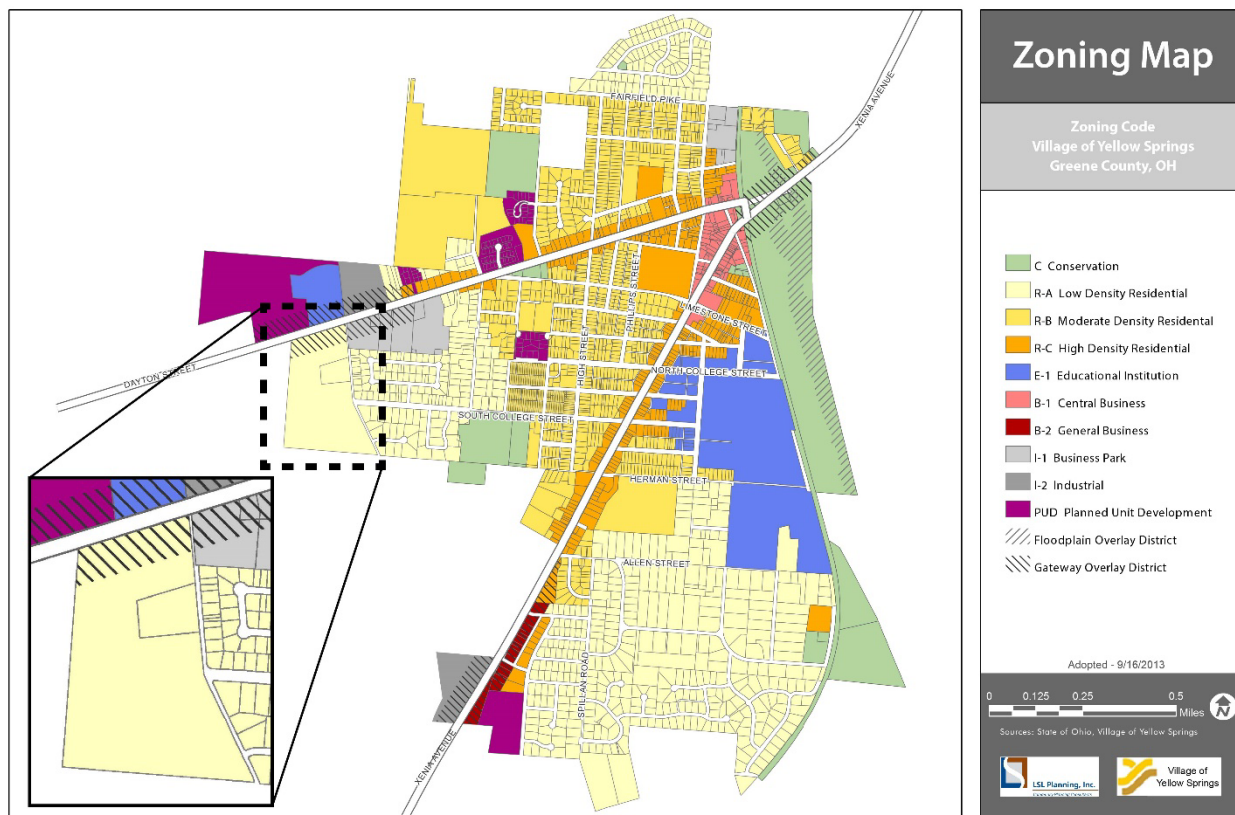 Zoning Map
Zoning Code
Village of Yellow Springs
Greene County, OH
C Conservation
R-A Low Density Residential
R-B Moderate Density Residential
R-C High Density Residential
E-1 Educational Institution
B-1 Central Business
B-2 General Business
I-1 Business Park
I-2 Industrial
PUD Planned Unit Development
Floodplain Overlay District
Gateway Overlay District
Adopted - 9/16/2013
0 0.125 0.25 0.5
Miles
N
Sources: State of Ohio, Village of Yellow Springs
LSL Planning, Inc.
Village of
Yellow Springs
FAIRFIELD PIKE
XENIA AVENUE
PHILLIPS STREET
LIMESTONE STREET
HIGH STREET
NORTH COLLEGE STREET
DAYTON STREET
SOUTH COLLEGE STREET
HERMAN STREET
ALLEN STREET
SPILLAN ROAD
XENIA AVENUE